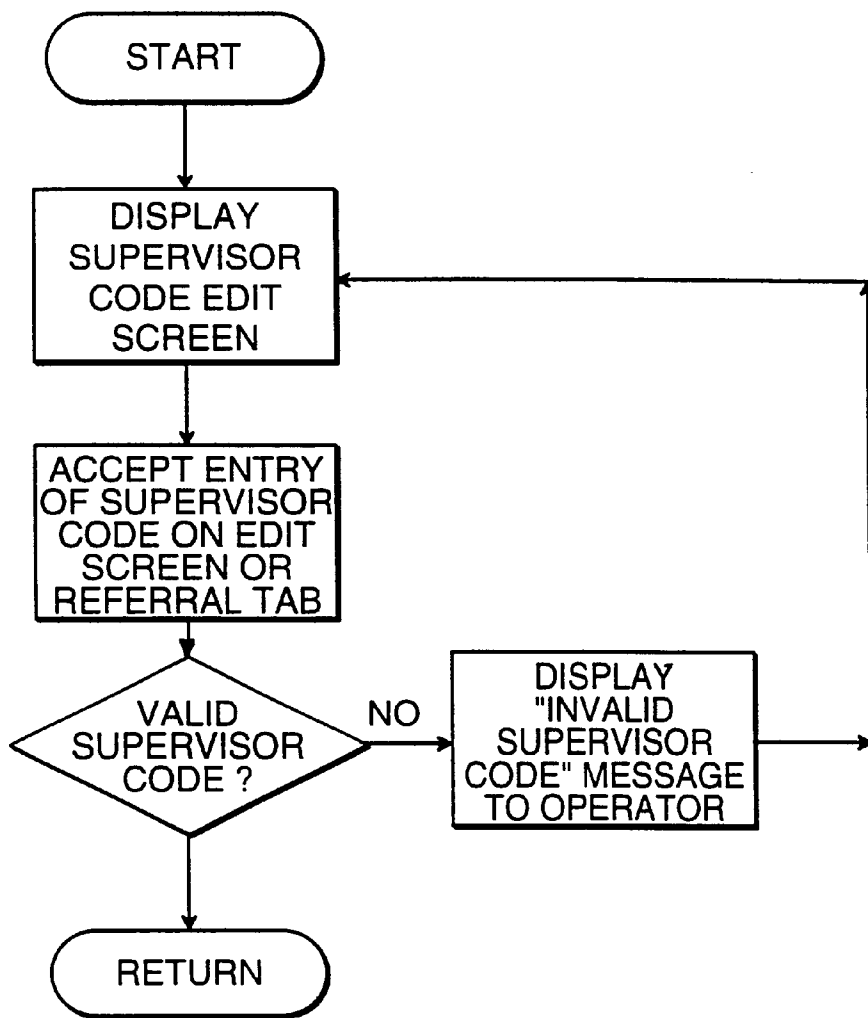 START
DISPLAY
SUPERVISOR
CODE EDIT
SCREEN
ACCEPT ENTRY
OF SUPERVISOR
CODE ON EDIT
SCREEN OR
REFERRAL TAB
VALID
SUPERVISOR
CODE ?
NO
DISPLAY
"INVALID
SUPERVISOR
CODE" MESSAGE
TO OPERATOR
RETURN